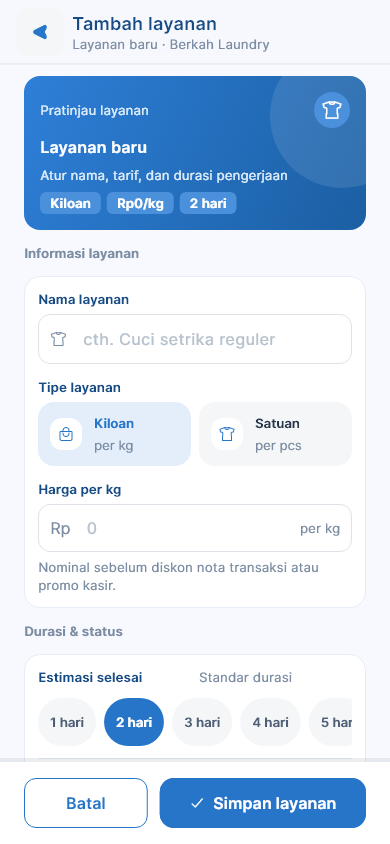 Tambah layanan
Layanan baru · Berkah Laundry
Pratinjau layanan
Layanan baru
Atur nama, tarif, dan durasi pengerjaan
Kiloan Rp0/kg 2 hari
Informasi layanan
Nama layanan
cth. Cuci setrika reguler
Tipe layanan
Kiloan
per kg
Satuan
per pcs
Harga per kg
Rp 0 per kg
Nominal sebelum diskon nota transaksi atau
promo kasir.
Durasi & status
Estimasi selesai Standar durasi
1 hari 2 hari 3 hari 4 hari 5 har
Batal Simpan layanan